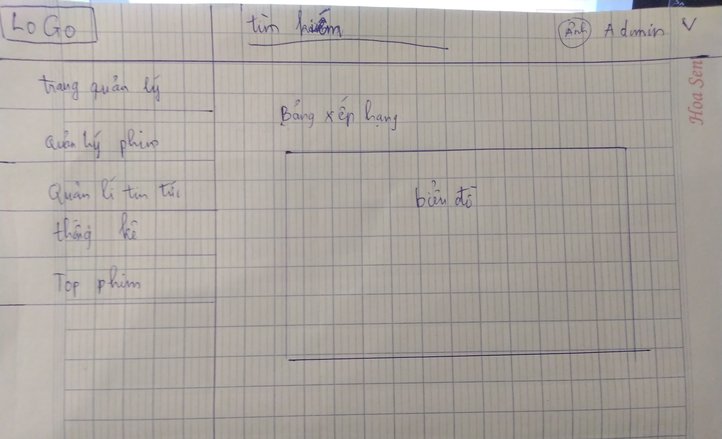 LOGO
tìm kiếm
Ảnh Admin
trang quản lý
Quản lý phim
Quản lí tin tức
thống kê
Top phim
Bảng xếp hạng
biểu đồ
Hoa Sen